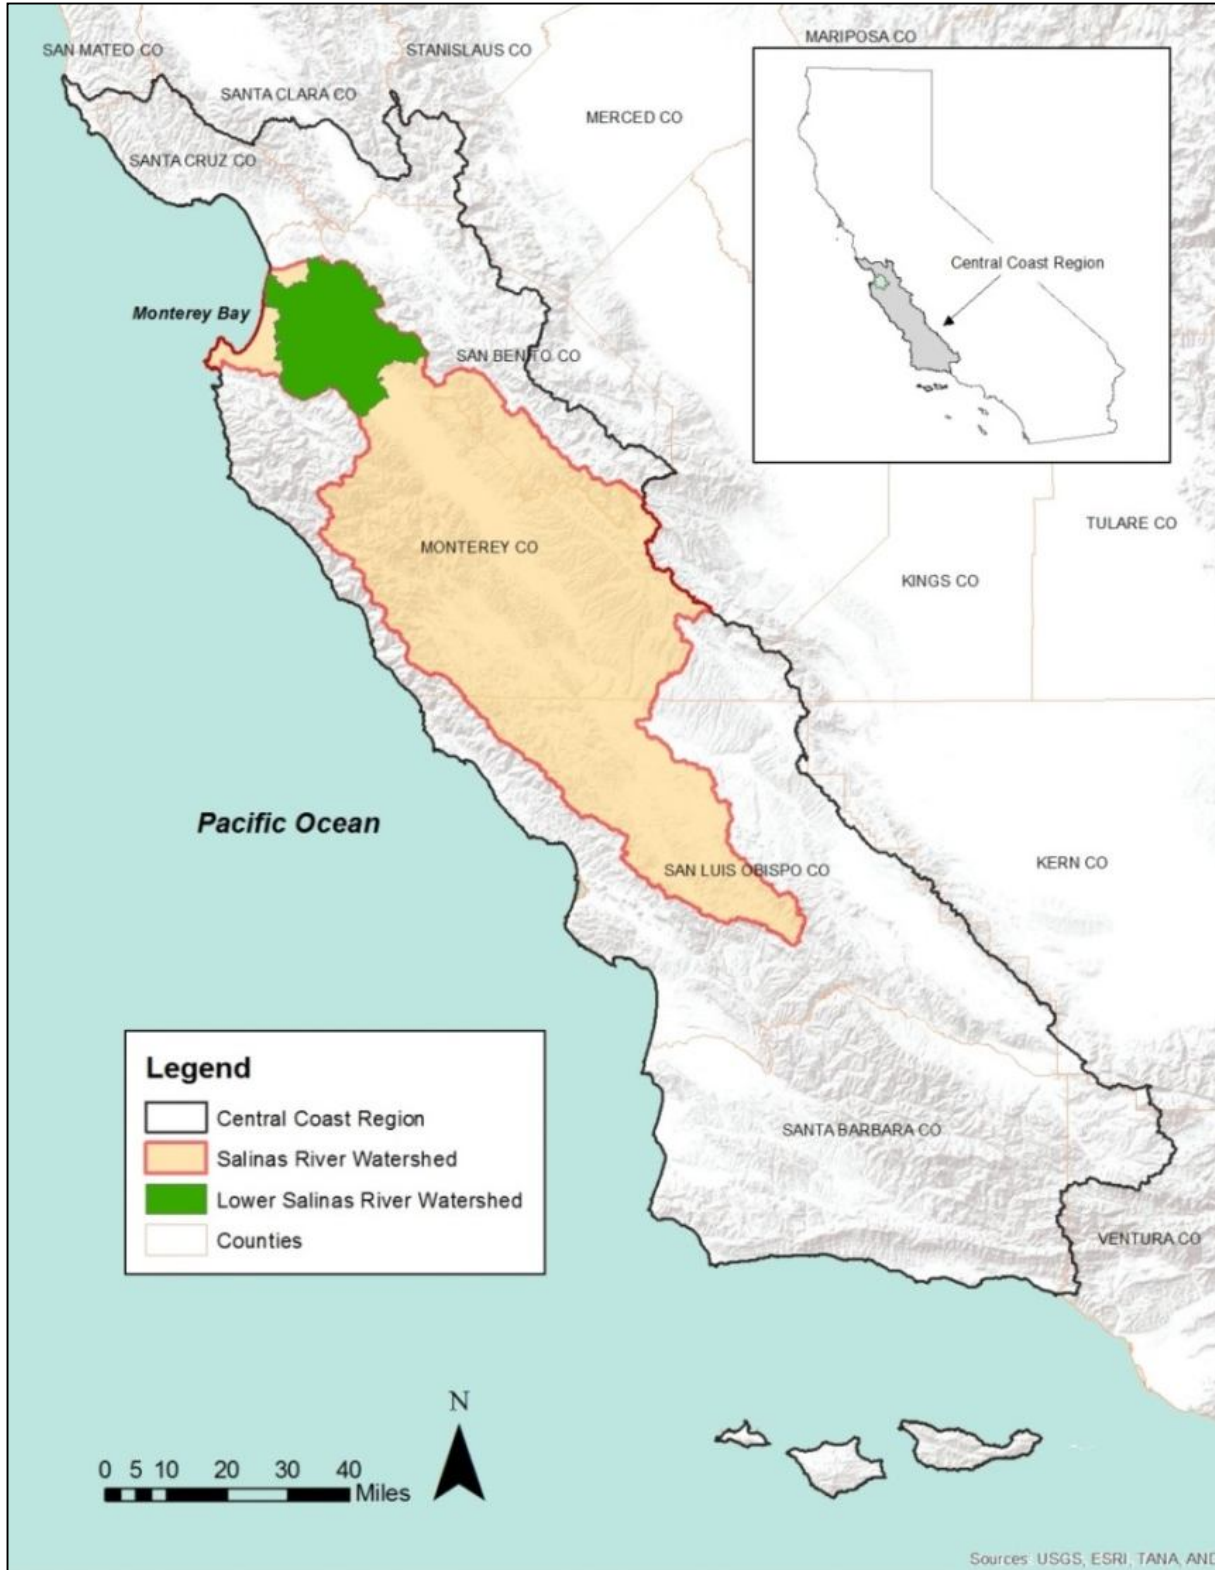 SAN MATEO CO
STANISLAUS CO
MARIPOSA CO
SANTA CLARA CO
MERCED CO
SANTA CRUZ CO
Central Coast Region
Monterey Bay
SAN BENITO CO
TULARE CO
MONTEREY CO
KINGS CO
Pacific Ocean
KERN CO
SAN LUIS OBISPO CO
Legend
Central Coast Region
Salinas River Watershed
Lower Salinas River Watershed
Counties
SANTA BARBARA CO
VENTURA CO
N
0 5 10 20 30 40
Miles
Sources: USGS, ESRI, TANA, AND